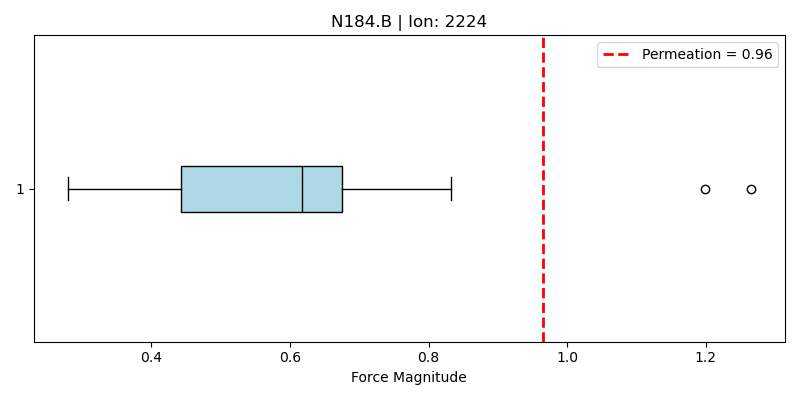 N184.B | Ion: 2224
Permeation = 0.96
1
0.4 0.6 0.8 1.0 1.2
Force Magnitude